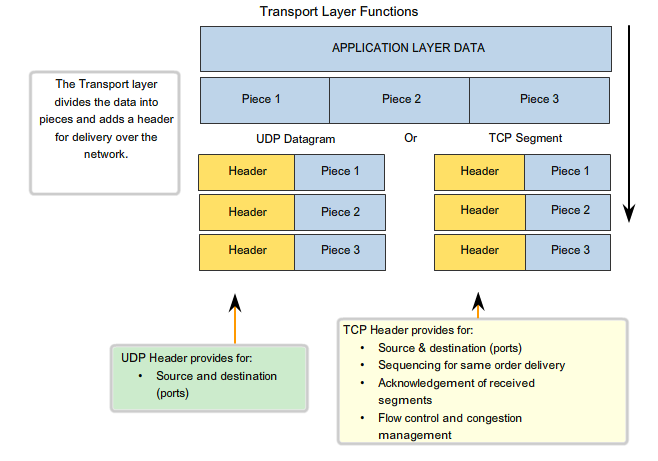 Transport Layer Functions
APPLICATION LAYER DATA
Piece 1
Piece 2
Piece 3
The Transport layer
divides the data into
pieces and adds a header
for delivery over the
network.
UDP Datagram
Or
TCP Segment
Header
Piece 1
Header
Piece 2
Header
Piece 3
Header
Piece 1
Header
Piece 2
Header
Piece 3
UDP Header provides for:
• Source and destination
(ports)
TCP Header provides for:
• Source & destination (ports)
• Sequencing for same order delivery
• Acknowledgement of received
segments
• Flow control and congestion
management